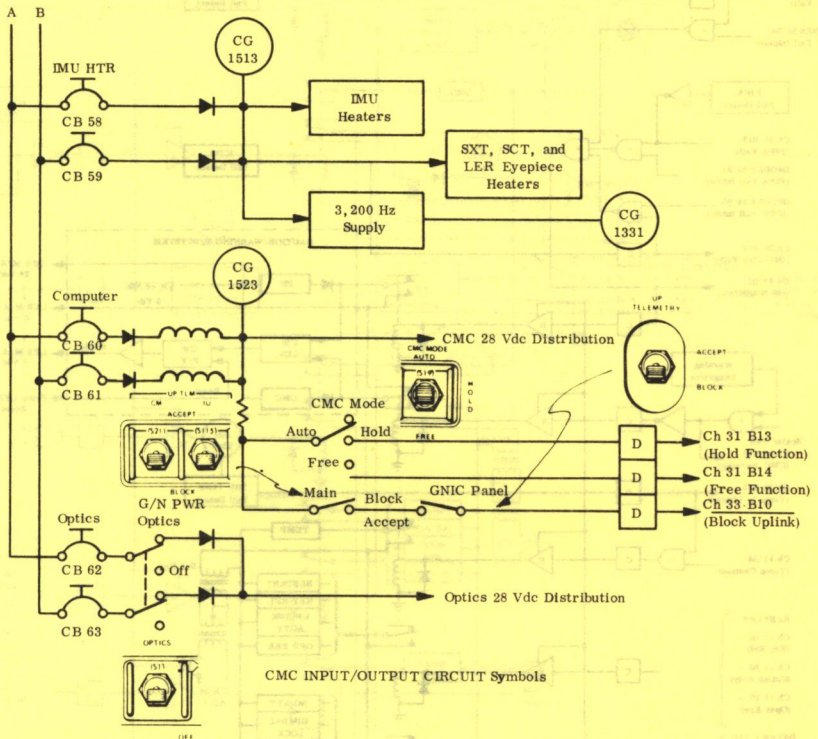 A B
CG
1513
IMU HTR
CB 58
IMU
Heaters
CB 59
SXT, SCT, and
LER Eyepiece
Heaters
3,200 Hz
Supply
CG
1331
CG
1523
Computer
CB 60
CMC 28 Vdc Distribution
UP
TELEMETRY
ACCEPT
BLOCK
CMC MODE
AUTO
HOLD
FREE
CB 61
UP TLM
CM IU
ACCEPT
BLOCK
CMC Mode
Auto Hold
Free
D
Ch 31 B13
(Hold Function)
D
Ch 31 B14
(Free Function)
G/N PWR
Main Block GNIC Panel
Accept
D
Ch 33 B10
(Block Uplink)
Optics Optics
CB 62
Off
CB 63
Optics 28 Vdc Distribution
OPTICS
OFF
CMC INPUT/OUTPUT CIRCUIT Symbols